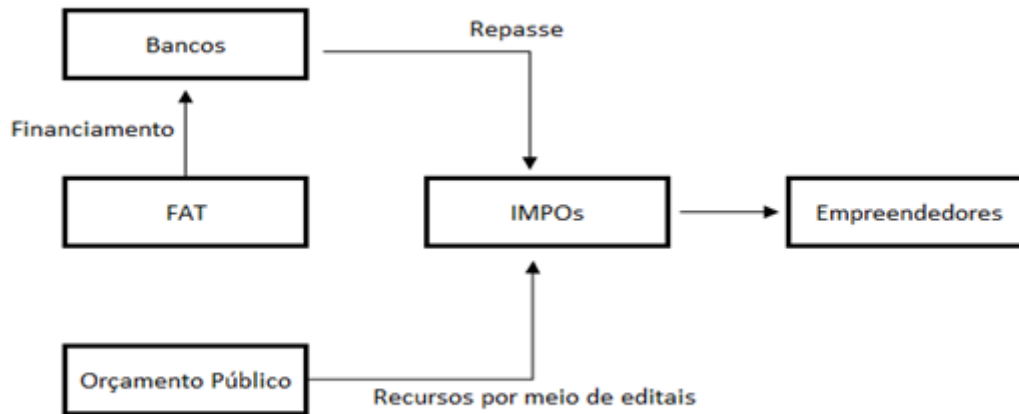 Repasse
Bancos
Financiamento
FAT
IMPOs
Empreendedores
Orçamento Público
Recursos por meio de editais